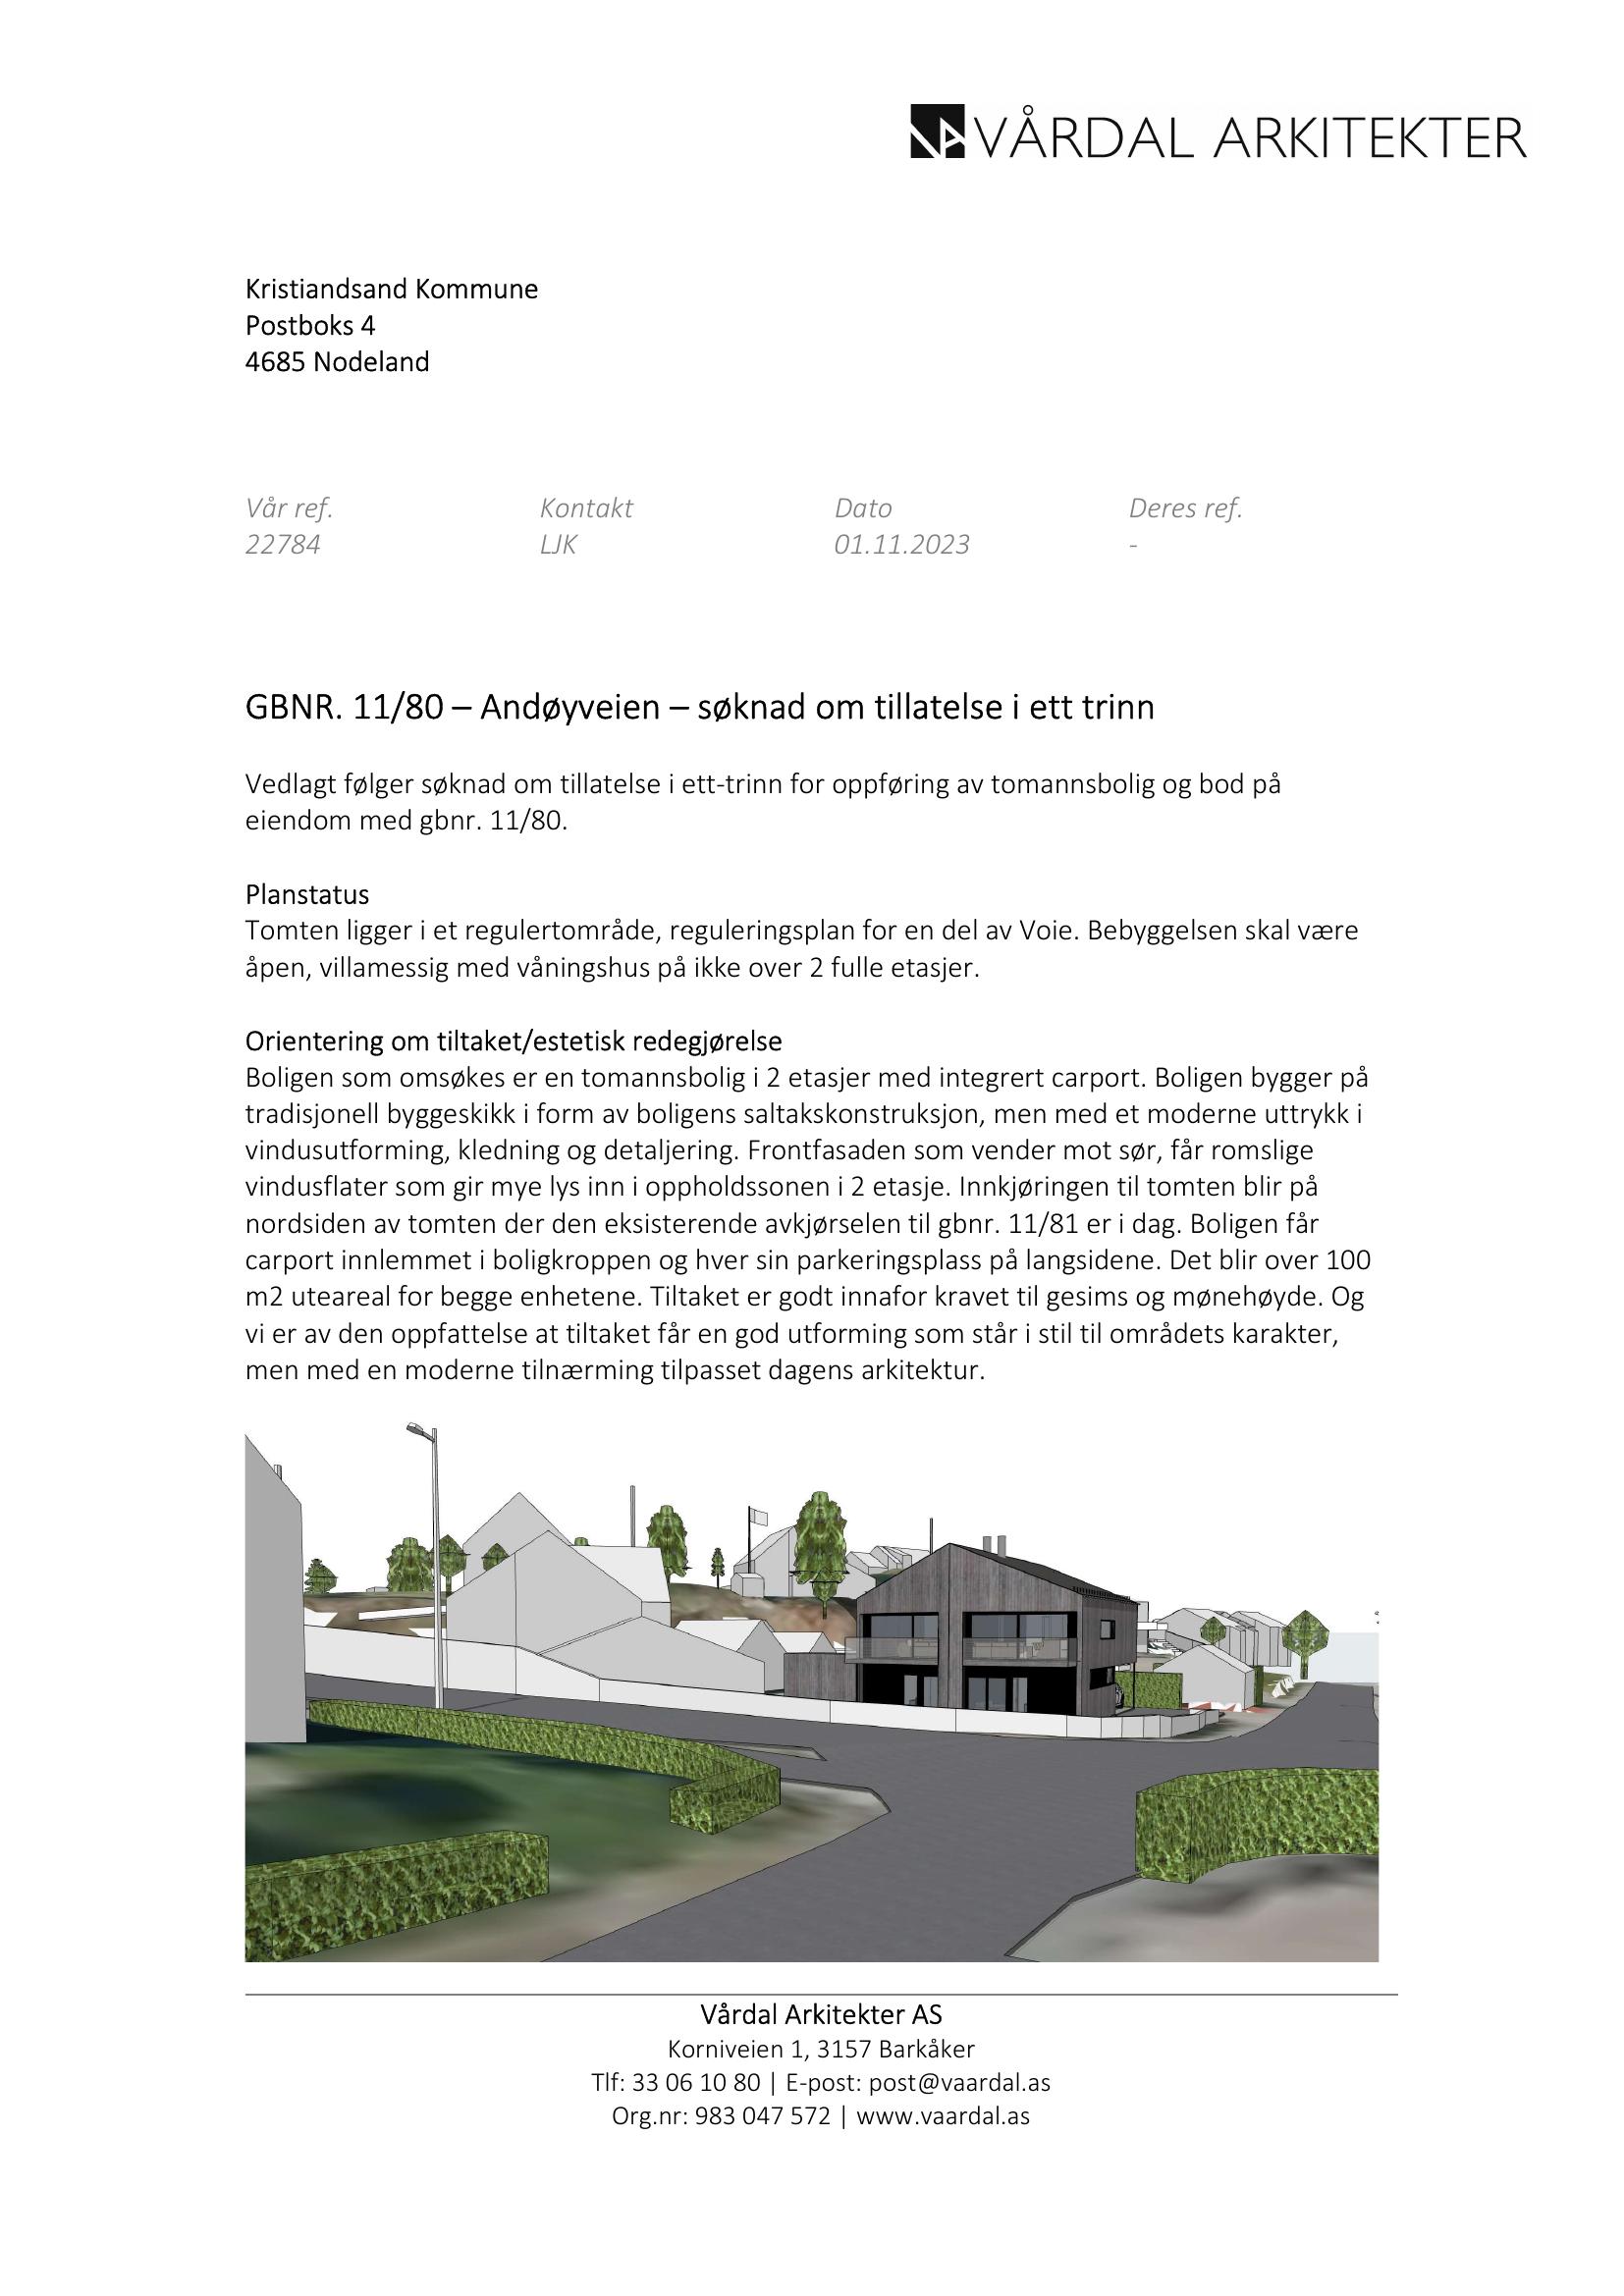 VÅRDAL ARKITEKTER
Kristiandsand Kommune
Postboks 4
4685 Nodeland
Vår ref. Kontakt Dato Deres ref.
22784 LJK 01.11.2023 -
GBNR. 11/80 – Andøyveien – søknad om tillatelse i ett trinn
Vedlagt følger søknad om tillatelse i ett-trinn for oppføring av tomannsbolig og bod på
eiendom med gbnr. 11/80.
Planstatus
Tomten ligger i et regulertområde, reguleringsplan for en del av Voie. Bebyggelsen skal være
åpen, villamessig med våningshus på ikke over 2 fulle etasjer.
Orientering om tiltaket/estetisk redegjørelse
Boligen som omsøkes er en tomannsbolig i 2 etasjer med integrert carport. Boligen bygger på
tradisjonell byggeskikk i form av boligens saltakskonstruksjon, men med et moderne uttrykk i
vindusutforming, kledning og detaljering. Frontfasaden som vender mot sør, får romslige
vindusflater som gir mye lys inn i oppholdssonen i 2 etasje. Innkjøringen til tomten blir på
nordsiden av tomten der den eksisterende avkjørselen til gbnr. 11/81 er i dag. Boligen får
carport innlemmet i boligkroppen og hver sin parkeringsplass på langsidene. Det blir over 100
m2 uteareal for begge enhetene. Tiltaket er godt innafor kravet til gesims og mønehøyde. Og
vi er av den oppfattelse at tiltaket får en god utforming som står i stil til områdets karakter,
men med en moderne tilnærming tilpasset dagens arkitektur.
Vårdal Arkitekter AS
Korniveien 1, 3157 Barkåker
Tlf: 33 06 10 80 | E-post: post@vaardal.as
Org.nr: 983 047 572 | www.vaardal.as